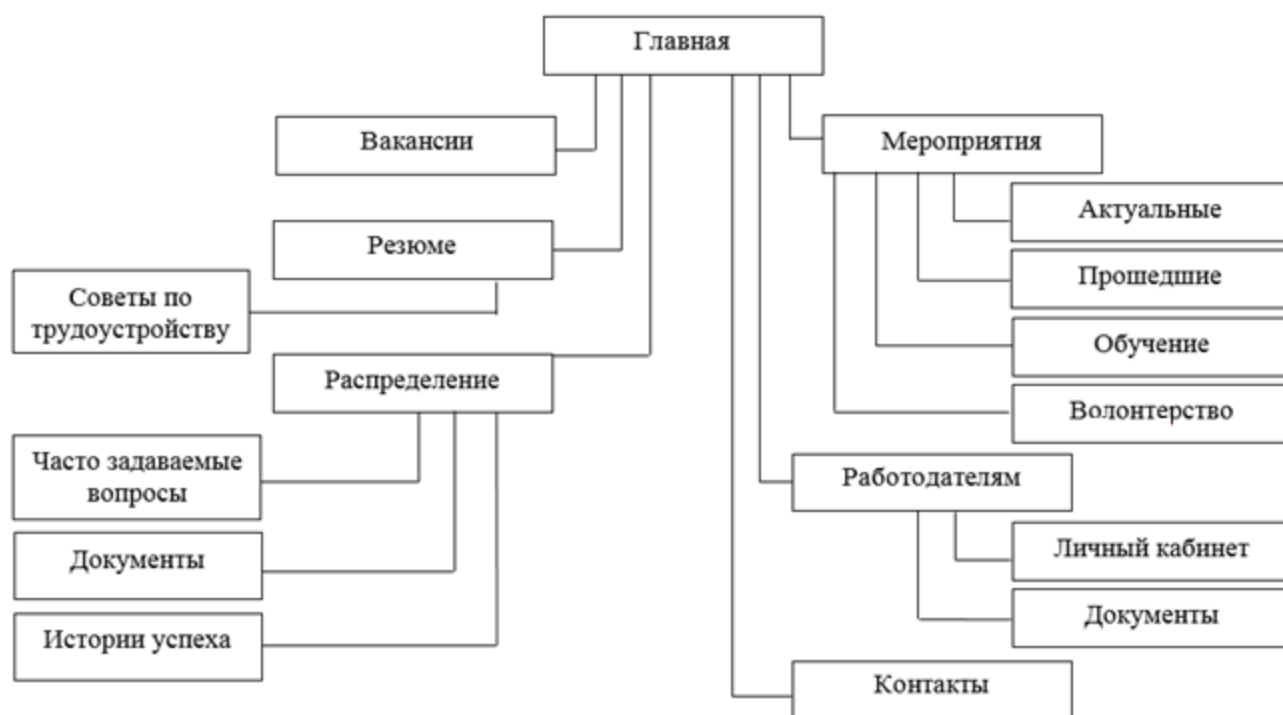 Главная
Вакансии
Резюме
Советы по
трудоустройству
Распределение
Часто задаваемые
вопросы
Документы
Истории успеха
Мероприятия
Актуальные
Прошедшие
Обучение
Волонтерство
Работодателям
Личный кабинет
Документы
Контакты